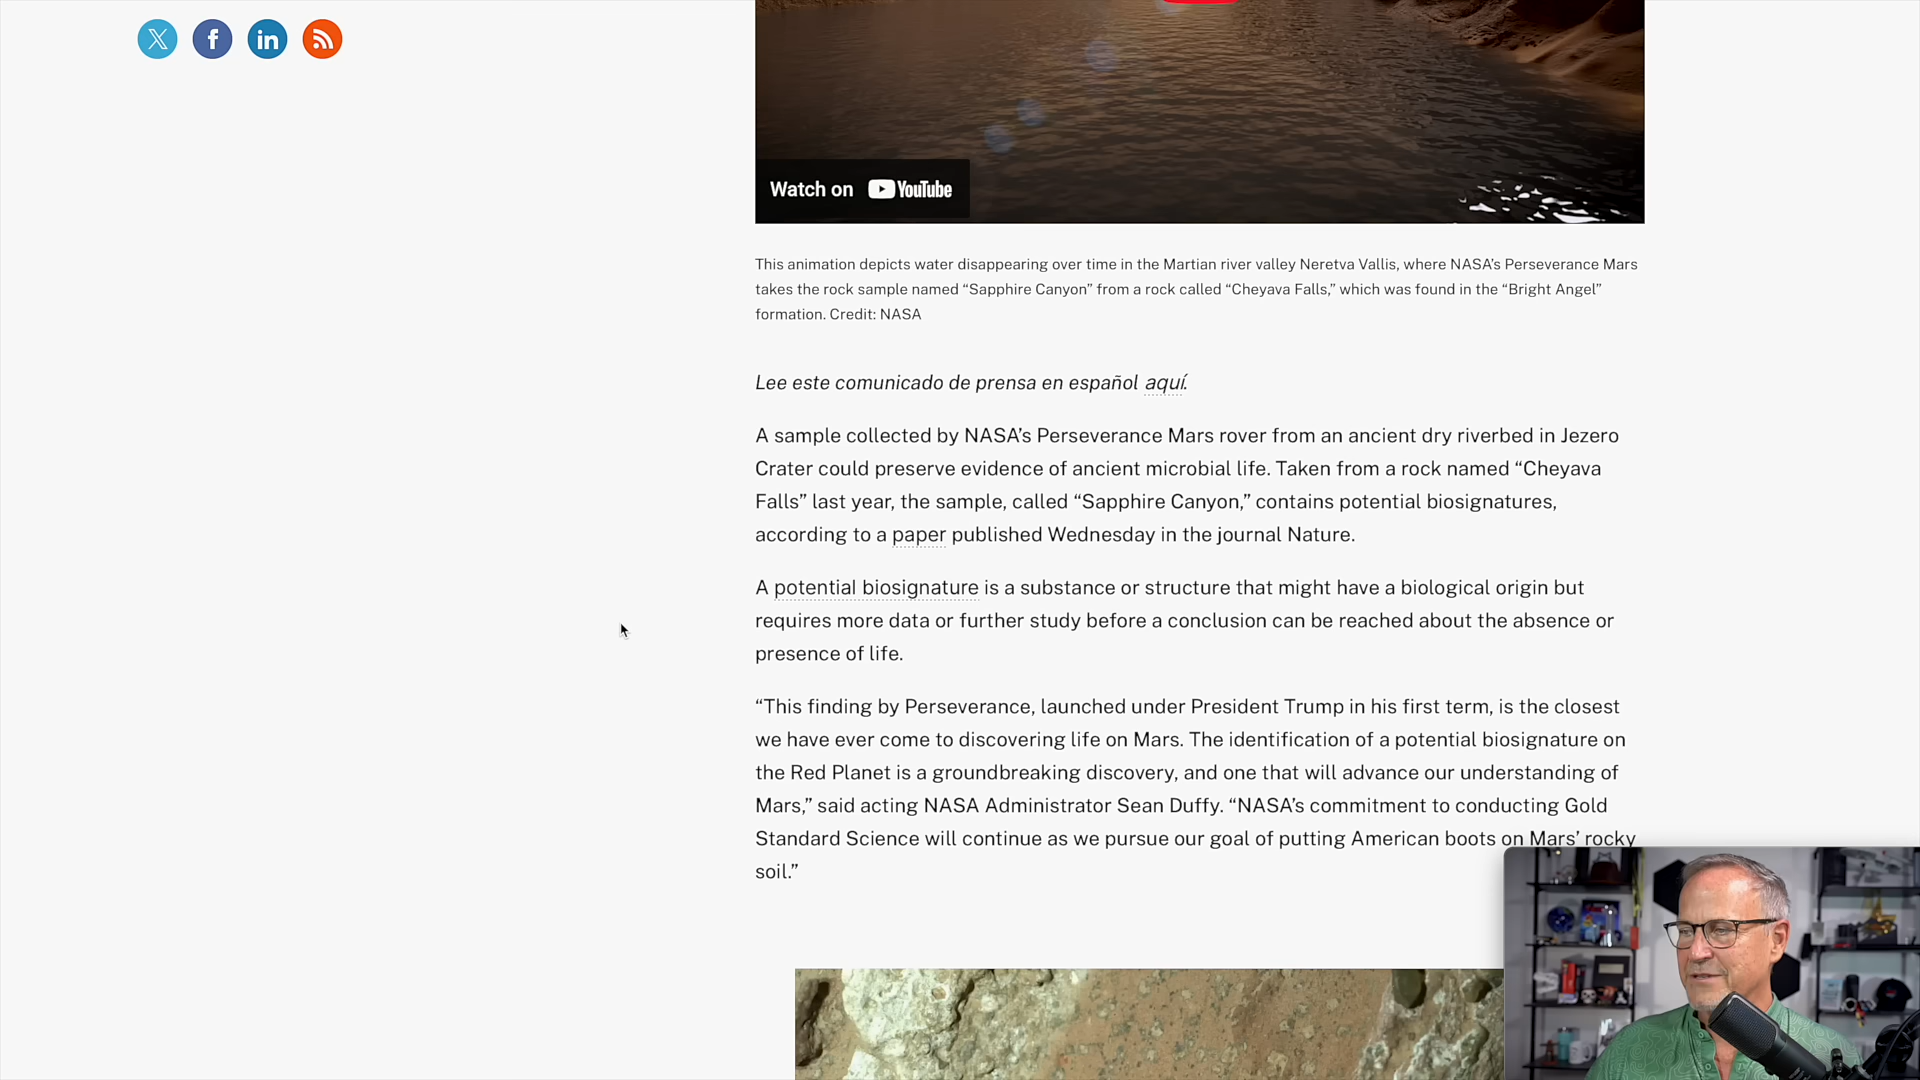 Watch on YouTube
This animation depicts water disappearing over time in the Martian river valley Neretva Vallis, where NASA’s Perseverance Mars
takes the rock sample named “Sapphire Canyon” from a rock called “Cheyava Falls,” which was found in the “Bright Angel”
formation. Credit: NASA
Lee este comunicado de prensa en español aquí.
A sample collected by NASA’s Perseverance Mars rover from an ancient dry riverbed in Jezero
Crater could preserve evidence of ancient microbial life. Taken from a rock named “Cheyava
Falls” last year, the sample, called “Sapphire Canyon,” contains potential biosignatures,
according to a paper published Wednesday in the journal Nature.
A potential biosignature is a substance or structure that might have a biological origin but
requires more data or further study before a conclusion can be reached about the absence or
presence of life.
“This finding by Perseverance, launched under President Trump in his first term, is the closest
we have ever come to discovering life on Mars. The identification of a potential biosignature on
the Red Planet is a groundbreaking discovery, and one that will advance our understanding of
Mars,” said acting NASA Administrator Sean Duffy. “NASA’s commitment to conducting Gold
Standard Science will continue as we pursue our goal of putting American boots on Mars’ rocky
soil.”